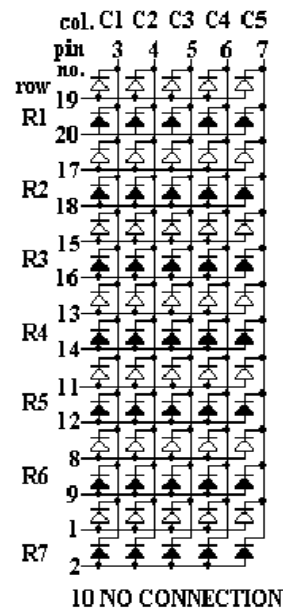 col. C1 C2 C3 C4 C5
pin 3 4 5 6 7
no.
row
19
R1
20
17
R2
18
15
R3
16
13
R4
14
11
R5
12
8
R6
9
1
R7
2
10 NO CONNECTION